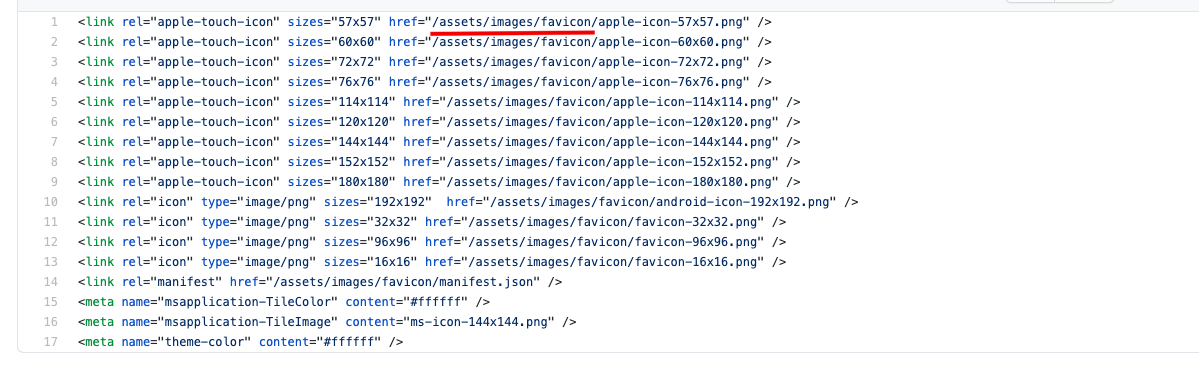 1 <link rel="apple-touch-icon" sizes="57x57" href="/assets/images/favicon/apple-icon-57x57.png" />
2 <link rel="apple-touch-icon" sizes="60x60" href="/assets/images/favicon/apple-icon-60x60.png" />
3 <link rel="apple-touch-icon" sizes="72x72" href="/assets/images/favicon/apple-icon-72x72.png" />
4 <link rel="apple-touch-icon" sizes="76x76" href="/assets/images/favicon/apple-icon-76x76.png" />
5 <link rel="apple-touch-icon" sizes="114x114" href="/assets/images/favicon/apple-icon-114x114.png" />
6 <link rel="apple-touch-icon" sizes="120x120" href="/assets/images/favicon/apple-icon-120x120.png" />
7 <link rel="apple-touch-icon" sizes="144x144" href="/assets/images/favicon/apple-icon-144x144.png" />
8 <link rel="apple-touch-icon" sizes="152x152" href="/assets/images/favicon/apple-icon-152x152.png" />
9 <link rel="apple-touch-icon" sizes="180x180" href="/assets/images/favicon/apple-icon-180x180.png" />
10 <link rel="icon" type="image/png" sizes="192x192"  href="/assets/images/favicon/android-icon-192x192.png" />
11 <link rel="icon" type="image/png" sizes="32x32" href="/assets/images/favicon/favicon-32x32.png" />
12 <link rel="icon" type="image/png" sizes="96x96" href="/assets/images/favicon/favicon-96x96.png" />
13 <link rel="icon" type="image/png" sizes="16x16" href="/assets/images/favicon/favicon-16x16.png" />
14 <link rel="manifest" href="/assets/images/favicon/manifest.json" />
15 <meta name="msapplication-TileColor" content="#ffffff" />
16 <meta name="msapplication-TileImage" content="ms-icon-144x144.png" />
17 <meta name="theme-color" content="#ffffff" />